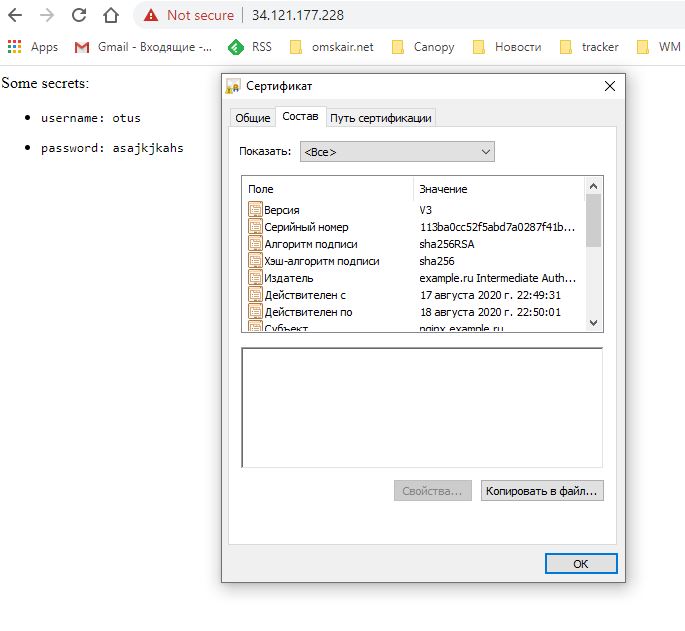 Not secure | 34.121.177.228
Apps Gmail - Входящие -... RSS omskair.net Canopy Новости tracker WM
Some secrets:
username: otus
password: asajkjkahs
Сертификат
Общие Состав Путь сертификации
Показать: <Все>
Поле Значение
Версия V3
Серийный номер 113ba0cc52f5abd7a0287f41b...
Алгоритм подписи sha256RSA
Хэш-алгоритм подписи sha256
Издатель example.ru Intermediate Auth...
Действителен с 17 августа 2020 г. 22:49:31
Действителен по 18 августа 2020 г. 22:50:01
Субъект nginx.example.ru
Свойства... Копировать в файл...
ОК